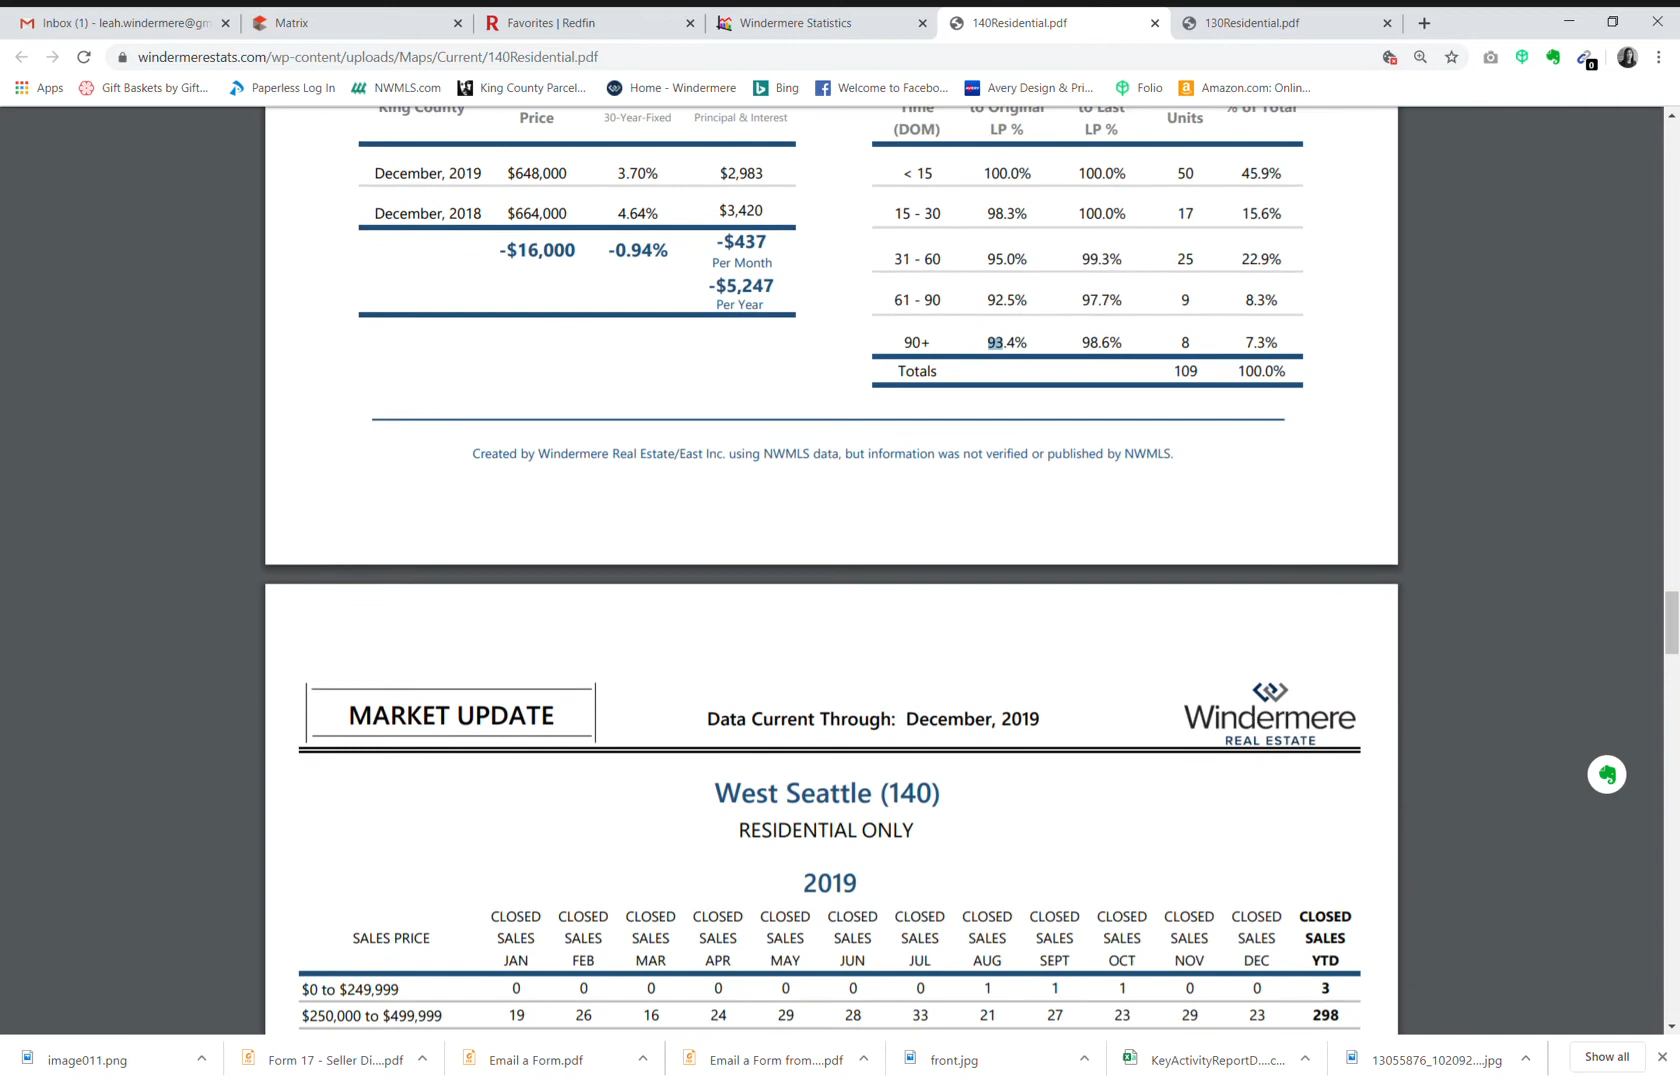 Inbox (1) - leah.windermere@gm
Matrix
Favorites | Redfin
Windermere Statistics
140Residential.pdf
130Residential.pdf
windermerestats.com/wp-content/uploads/Maps/Current/140Residential.pdf
Apps
Gift Baskets by Gift...
Paperless Log In
NWMLS.com
King County Parcel...
Home - Windermere
Bing
Welcome to Facebo...
Avery Design & Pri...
Folio
Amazon.com: Onlin...
King County Price 30-Year-Fixed Principal & Interest
December, 2019 $648,000 3.70% $2,983
December, 2018 $664,000 4.64% $3,420
-$16,000 -0.94% -$437
Per Month
-$5,247
Per Year
Time to Original to Last Units % of Total
(DOM) LP % LP %
< 15 100.0% 100.0% 50 45.9%
15 - 30 98.3% 100.0% 17 15.6%
31 - 60 95.0% 99.3% 25 22.9%
61 - 90 92.5% 97.7% 9 8.3%
90+ 93.4% 98.6% 8 7.3%
Totals 109 100.0%
Created by Windermere Real Estate/East Inc. using NWMLS data, but information was not verified or published by NWMLS.
MARKET UPDATE
Data Current Through: December, 2019
Windermere
REAL ESTATE
West Seattle (140)
RESIDENTIAL ONLY
2019
CLOSED CLOSED CLOSED CLOSED CLOSED CLOSED CLOSED CLOSED CLOSED CLOSED CLOSED CLOSED CLOSED
SALES PRICE SALES SALES SALES SALES SALES SALES SALES SALES SALES SALES SALES SALES SALES
JAN FEB MAR APR MAY JUN JUL AUG SEPT OCT NOV DEC YTD
$0 to $249,999 0 0 0 0 0 0 0 1 1 1 0 0 3
$250,000 to $499,999 19 26 16 24 29 28 33 21 27 23 29 23 298
image011.png
Form 17 - Seller Di....pdf
Email a Form.pdf
Email a Form from....pdf
front.jpg
KeyActivityReportD....c...
13055876_102092....jpg
Show all